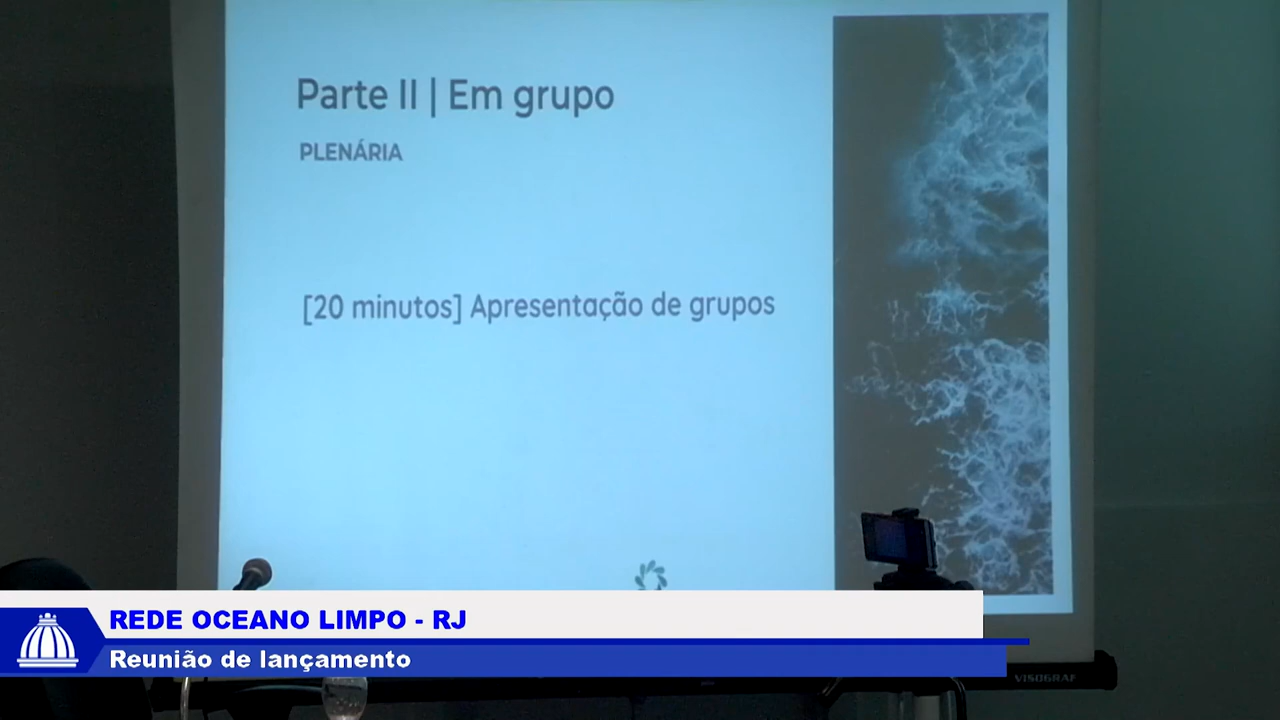 Parte II | Em grupo
PLENÁRIA
[20 minutos] Apresentação de grupos
REDE OCEANO LIMPO - RJ
Reunião de lançamento
VISOGRAF